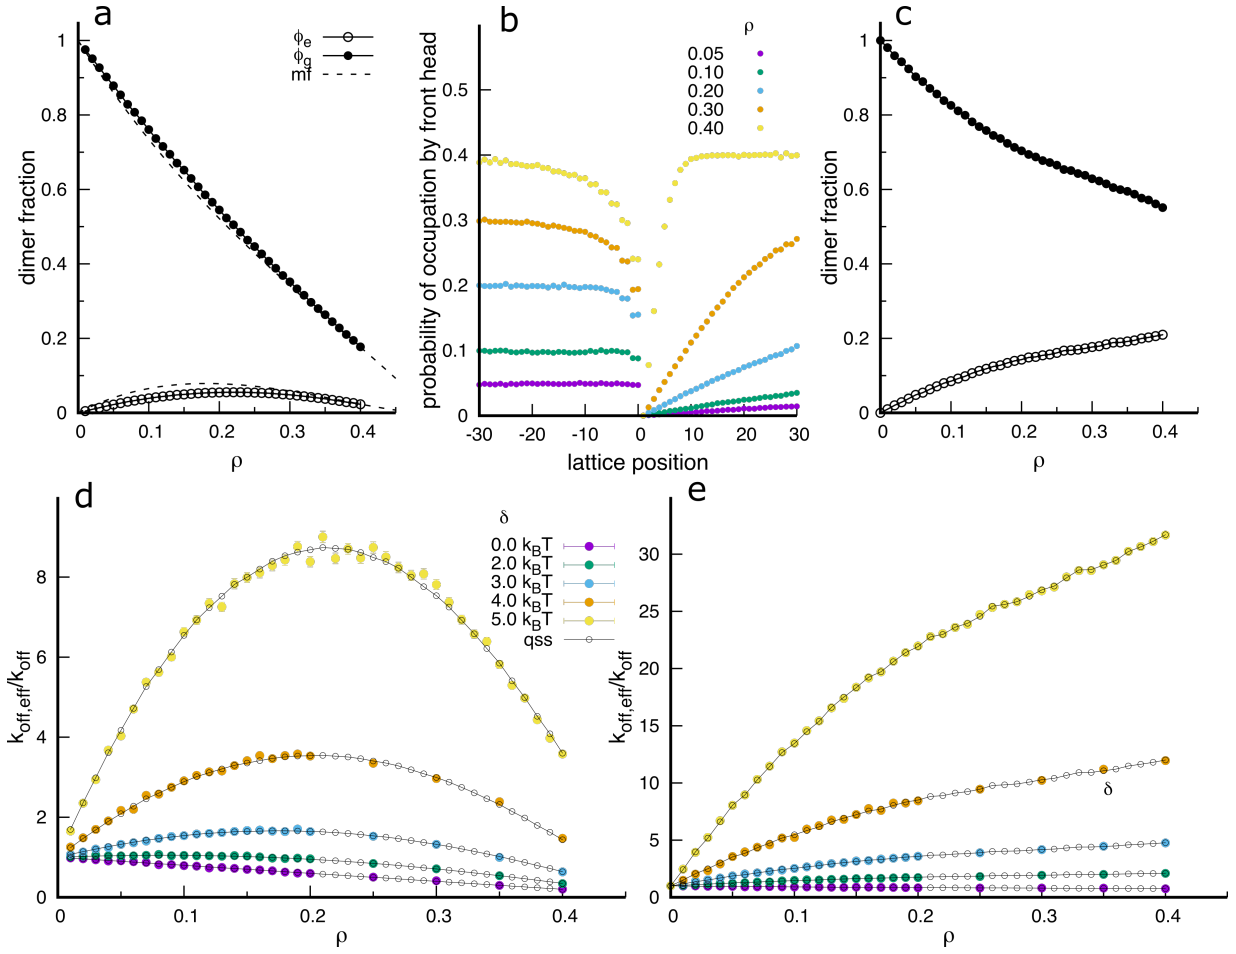 a
dimer fraction
1
0.8
0.6
0.4
0.2
0
0
0.1
0.2
0.3
0.4
ρ
ϕe
ϕg
mf
b
probability of occupation by front head
0.5
0.4
0.3
0.2
0.1
0
-30
-20
-10
0
10
20
30
lattice position
ρ
0.05
0.10
0.20
0.30
0.40
c
dimer fraction
1
0.8
0.6
0.4
0.2
0
0
0.1
0.2
0.3
0.4
ρ
d
koff,eff/koff
8
6
4
2
0
0
0.1
0.2
0.3
0.4
ρ
δ
0.0 kBT
2.0 kBT
3.0 kBT
4.0 kBT
5.0 kBT
qss
e
koff,eff/koff
30
25
20
15
10
5
0
0
0.1
0.2
0.3
0.4
ρ
δ